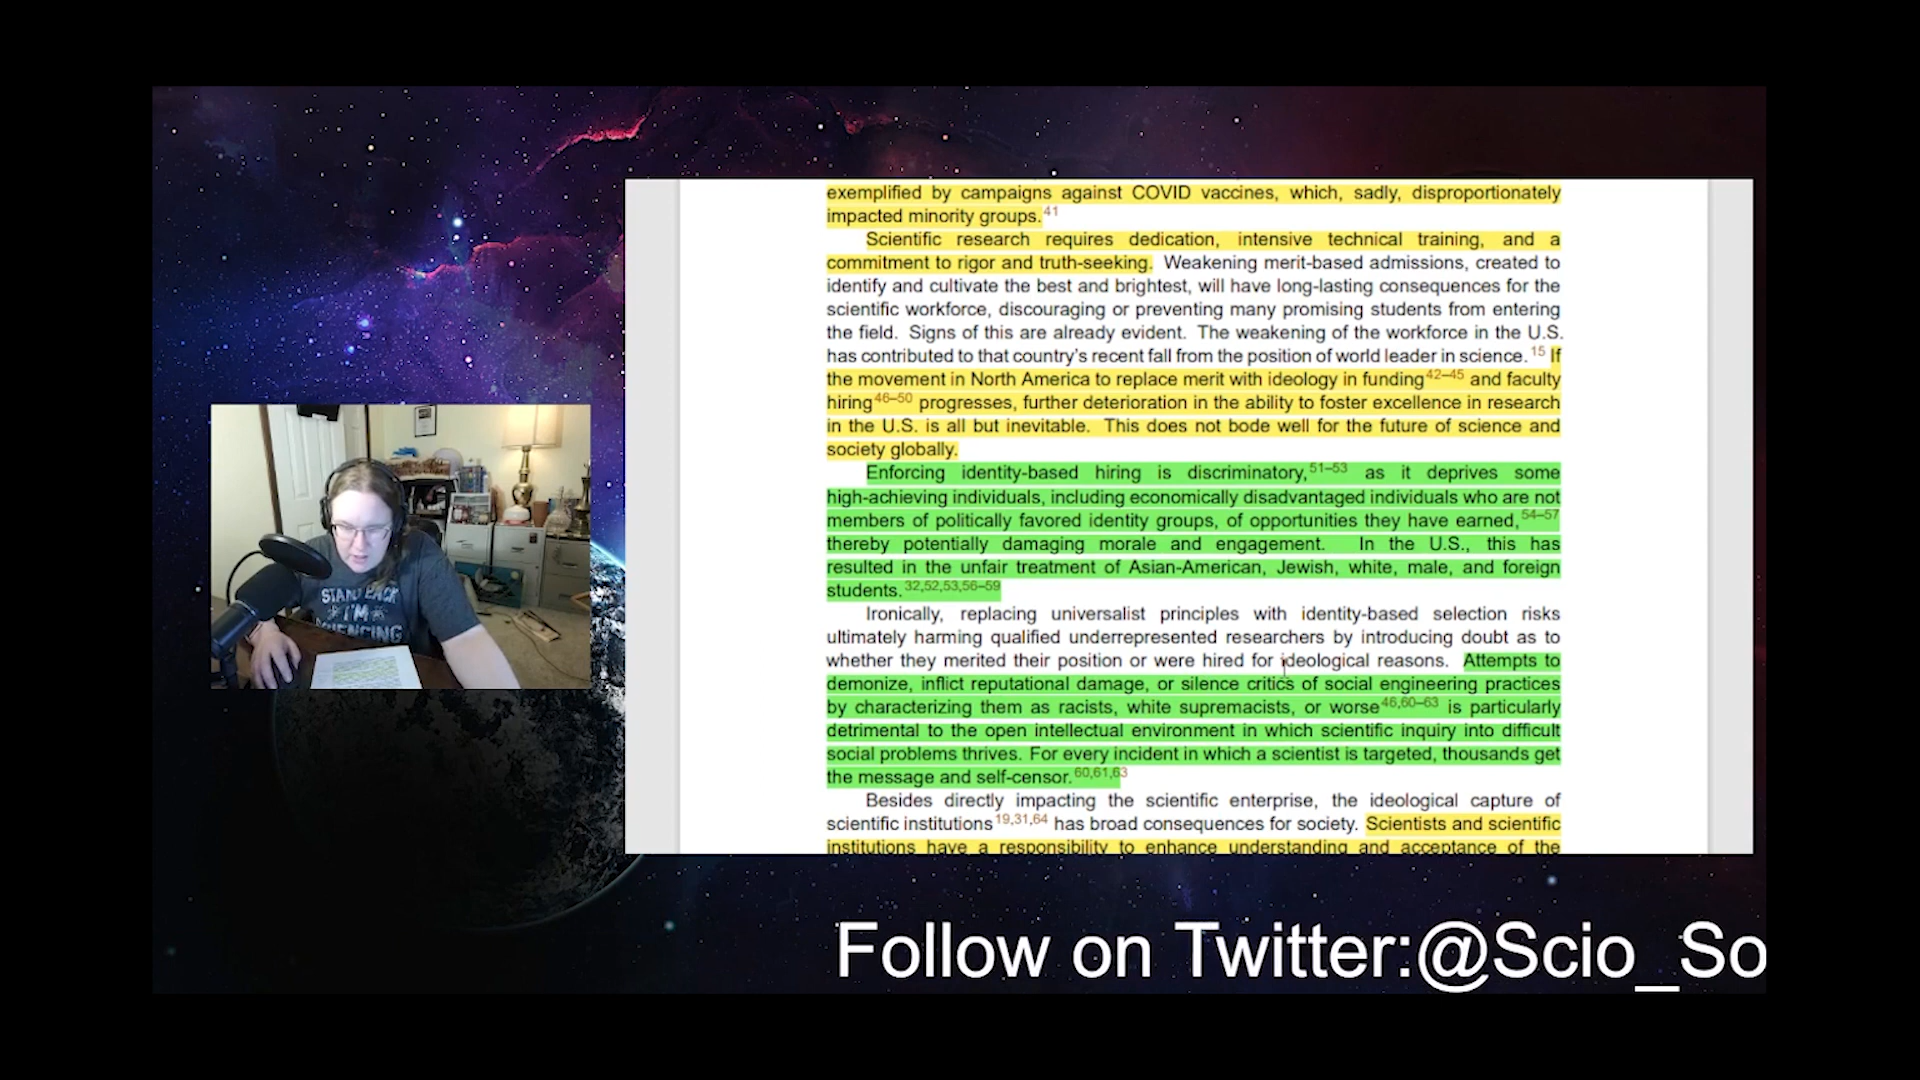 exemplified by campaigns against COVID vaccines, which, sadly, disproportionately
impacted minority groups.41
Scientific research requires dedication, intensive technical training, and a
commitment to rigor and truth-seeking. Weakening merit-based admissions, created to
identify and cultivate the best and brightest, will have long-lasting consequences for the
scientific workforce, discouraging or preventing many promising students from entering
the field. Signs of this are already evident. The weakening of the workforce in the U.S.
has contributed to that country's recent fall from the position of world leader in science.15 If
the movement in North America to replace merit with ideology in funding42–45 and faculty
hiring46–50 progresses, further deterioration in the ability to foster excellence in research
in the U.S. is all but inevitable. This does not bode well for the future of science and
society globally.
Enforcing identity-based hiring is discriminatory,51–53 as it deprives some
high-achieving individuals, including economically disadvantaged individuals who are not
members of politically favored identity groups, of opportunities they have earned,54–57
thereby potentially damaging morale and engagement. In the U.S., this has
resulted in the unfair treatment of Asian-American, Jewish, white, male, and foreign
students.32,52,53,56–59
Ironically, replacing universalist principles with identity-based selection risks
ultimately harming qualified underrepresented researchers by introducing doubt as to
whether they merited their position or were hired for ideological reasons. Attempts to
demonize, inflict reputational damage, or silence critics of social engineering practices
by characterizing them as racists, white supremacists, or worse46,60–63 is particularly
detrimental to the open intellectual environment in which scientific inquiry into difficult
social problems thrives. For every incident in which a scientist is targeted, thousands get
the message and self-censor.60,61,63
Besides directly impacting the scientific enterprise, the ideological capture of
scientific institutions19,31,64 has broad consequences for society. Scientists and scientific
institutions have a responsibility to enhance understanding and acceptance of the
STAND BACK
I'M
SCIENCING
Follow on Twitter:@Scio_So